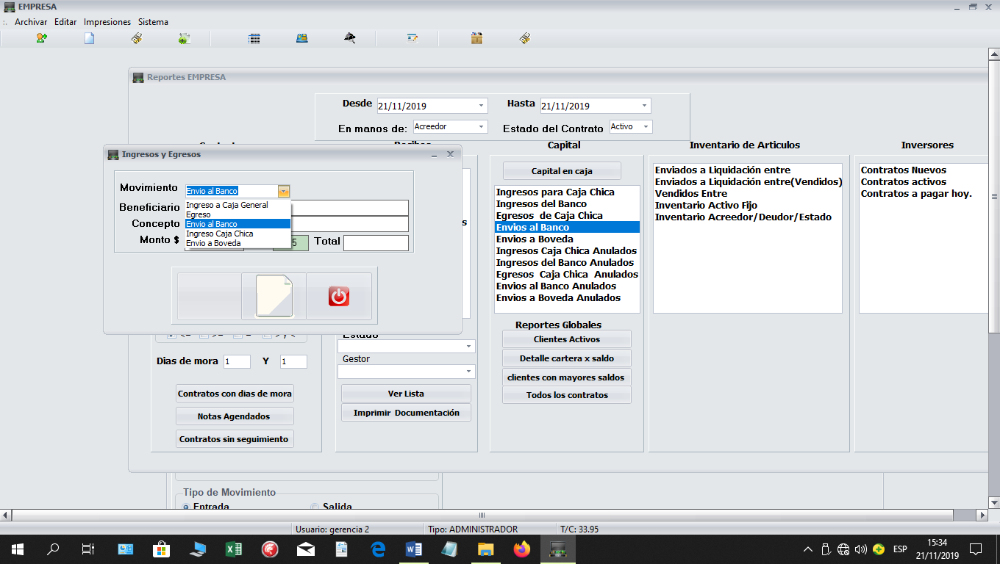 EMPRESA
Archivar Editar Impresiones Sistema
Reportes EMPRESA
Desde 21/11/2019 Hasta 21/11/2019
En manos de: Acreedor Estado del Contrato Activo
Capital Inventario de Articulos Inversores
Ingresos y Egresos
Movimiento Envio al Banco
Beneficiario
Concepto
Monto $ 5 Total
Ingreso a Caja General
Egreso
Envio al Banco
Ingreso Caja Chica
Envio a Boveda
Capital en caja
Ingresos para Caja Chica
Ingresos del Banco
Egresos de Caja Chica
Envios al Banco
Envios a Boveda
Ingresos Caja Chica Anulados
Ingresos del Banco Anulados
Egresos Caja Chica Anulados
Envios al Banco Anulados
Envios a Boveda Anulados
Enviados a Liquidación entre
Enviados a Liquidación entre(Vendidos)
Vendidos Entre
Inventario Activo Fijo
Inventario Acreedor/Deudor/Estado
Contratos Nuevos
Contratos activos
Contratos a pagar hoy.
Reportes Globales
Clientes Activos
Detalle cartera x saldo
clientes con mayores saldos
Todos los contratos
Estado
Gestor
Ver Lista
Imprimir Documentación
Dias de mora 1 Y 1
Contratos con dias de mora
Notas Agendados
Contratos sin seguimiento
Tipo de Movimiento
Entrada Salida
Usuario: gerencia 2 Tipo: ADMINISTRADOR T/C: 33.95
ESP
15:34
21/11/2019